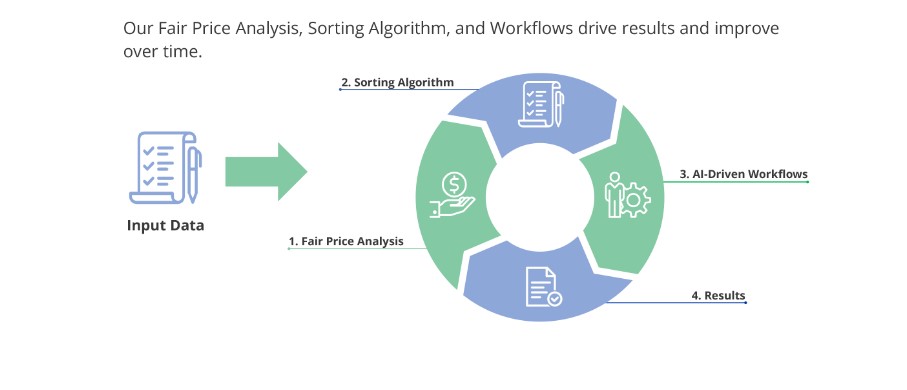 Our Fair Price Analysis, Sorting Algorithm, and Workflows drive results and improve
over time.
2. Sorting Algorithm
3. AI-Driven Workflows
Input Data
1. Fair Price Analysis
4. Results
$